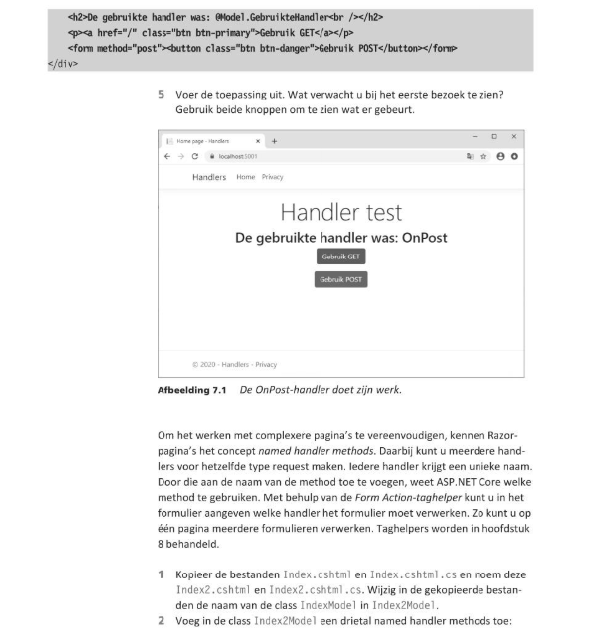 <h2>De gebruikte handler was: @Model.GebruikteHandler<br /></h2>
<p><a href="/" class="btn btn-primary">Gebruik GET</a></p>
<form method="post"><button class="btn btn-danger">Gebruik POST</button></form>
</div>
5 Voer de toepassing uit. Wat verwacht u bij het eerste bezoek te zien?
Gebruik beide knoppen om te zien wat er gebeurt.
Home page - Handlers
localhost:5001
Handlers Home Privacy
Handler test
De gebruikte handler was: OnPost
Gebruik GET
Gebruik POST
© 2020 - Handlers - Privacy
Afbeelding 7.1 De OnPost-handler doet zijn werk.
Om het werken met complexere pagina's te vereenvoudigen, kennen Razor-
pagina's het concept named handler methods. Daarbij kunt u meerdere hand-
lers voor hetzelfde type request maken. Iedere handler krijgt een unieke naam.
Door die aan de naam van de method toe te voegen, weet ASP.NET Core welke
method te gebruiken. Met behulp van de Form Action-taghelper kunt u in het
formulier aangeven welke handler het formulier moet verwerken. Zo kunt u op
één pagina meerdere formulieren verwerken. Taghelpers worden in hoofdstuk
8 behandeld.
1 Kopieer de bestanden Index.cshtml en Index.cshtml.cs en noem deze
Index2.cshtml en Index2.cshtml.cs. Wijzig in de gekopieerde bestan-
den de naam van de class IndexModel in Index2Model.
2 Voeg in de class Index2Model een drietal named handler methods toe: